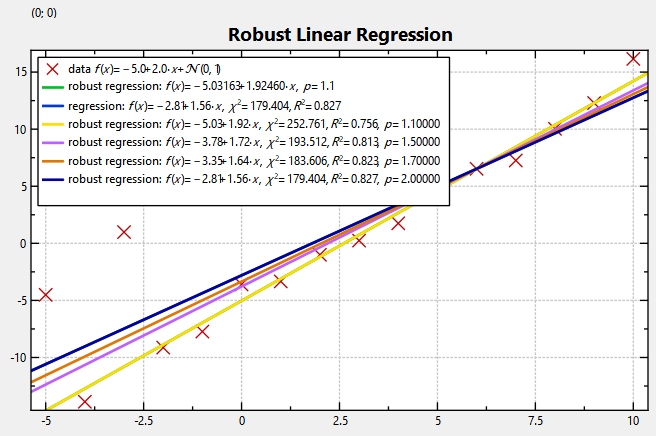 (0; 0)
Robust Linear Regression
data f(x)= −5.0+2.0·x+𝒩(0, 1)
robust regression: f(x)= −5.03163+1.92460·x, p=1.1
regression: f(x)= −2.81+1.56·x, χ²=179.404, R²=0.827
robust regression: f(x)= −5.03+1.92·x, χ²=252.761, R²=0.756, p=1.10000
robust regression: f(x)= −3.78+1.72·x, χ²=193.512, R²=0.813, p=1.50000
robust regression: f(x)= −3.35+1.64·x, χ²=183.606, R²=0.823, p=1.70000
robust regression: f(x)= −2.81+1.56·x, χ²=179.404, R²=0.827, p=2.00000
15
10
5
0
-5
-10
-5
-2.5
0
2.5
5
7.5
10